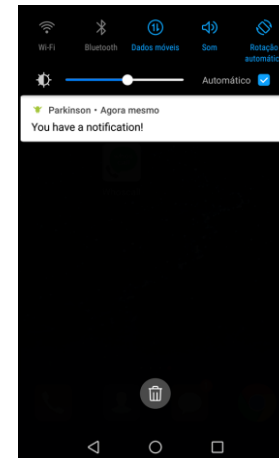 Wi-Fi Bluetooth Dados móveis Som Rotação
automátic
Automático
Parkinson • Agora mesmo
You have a notification!